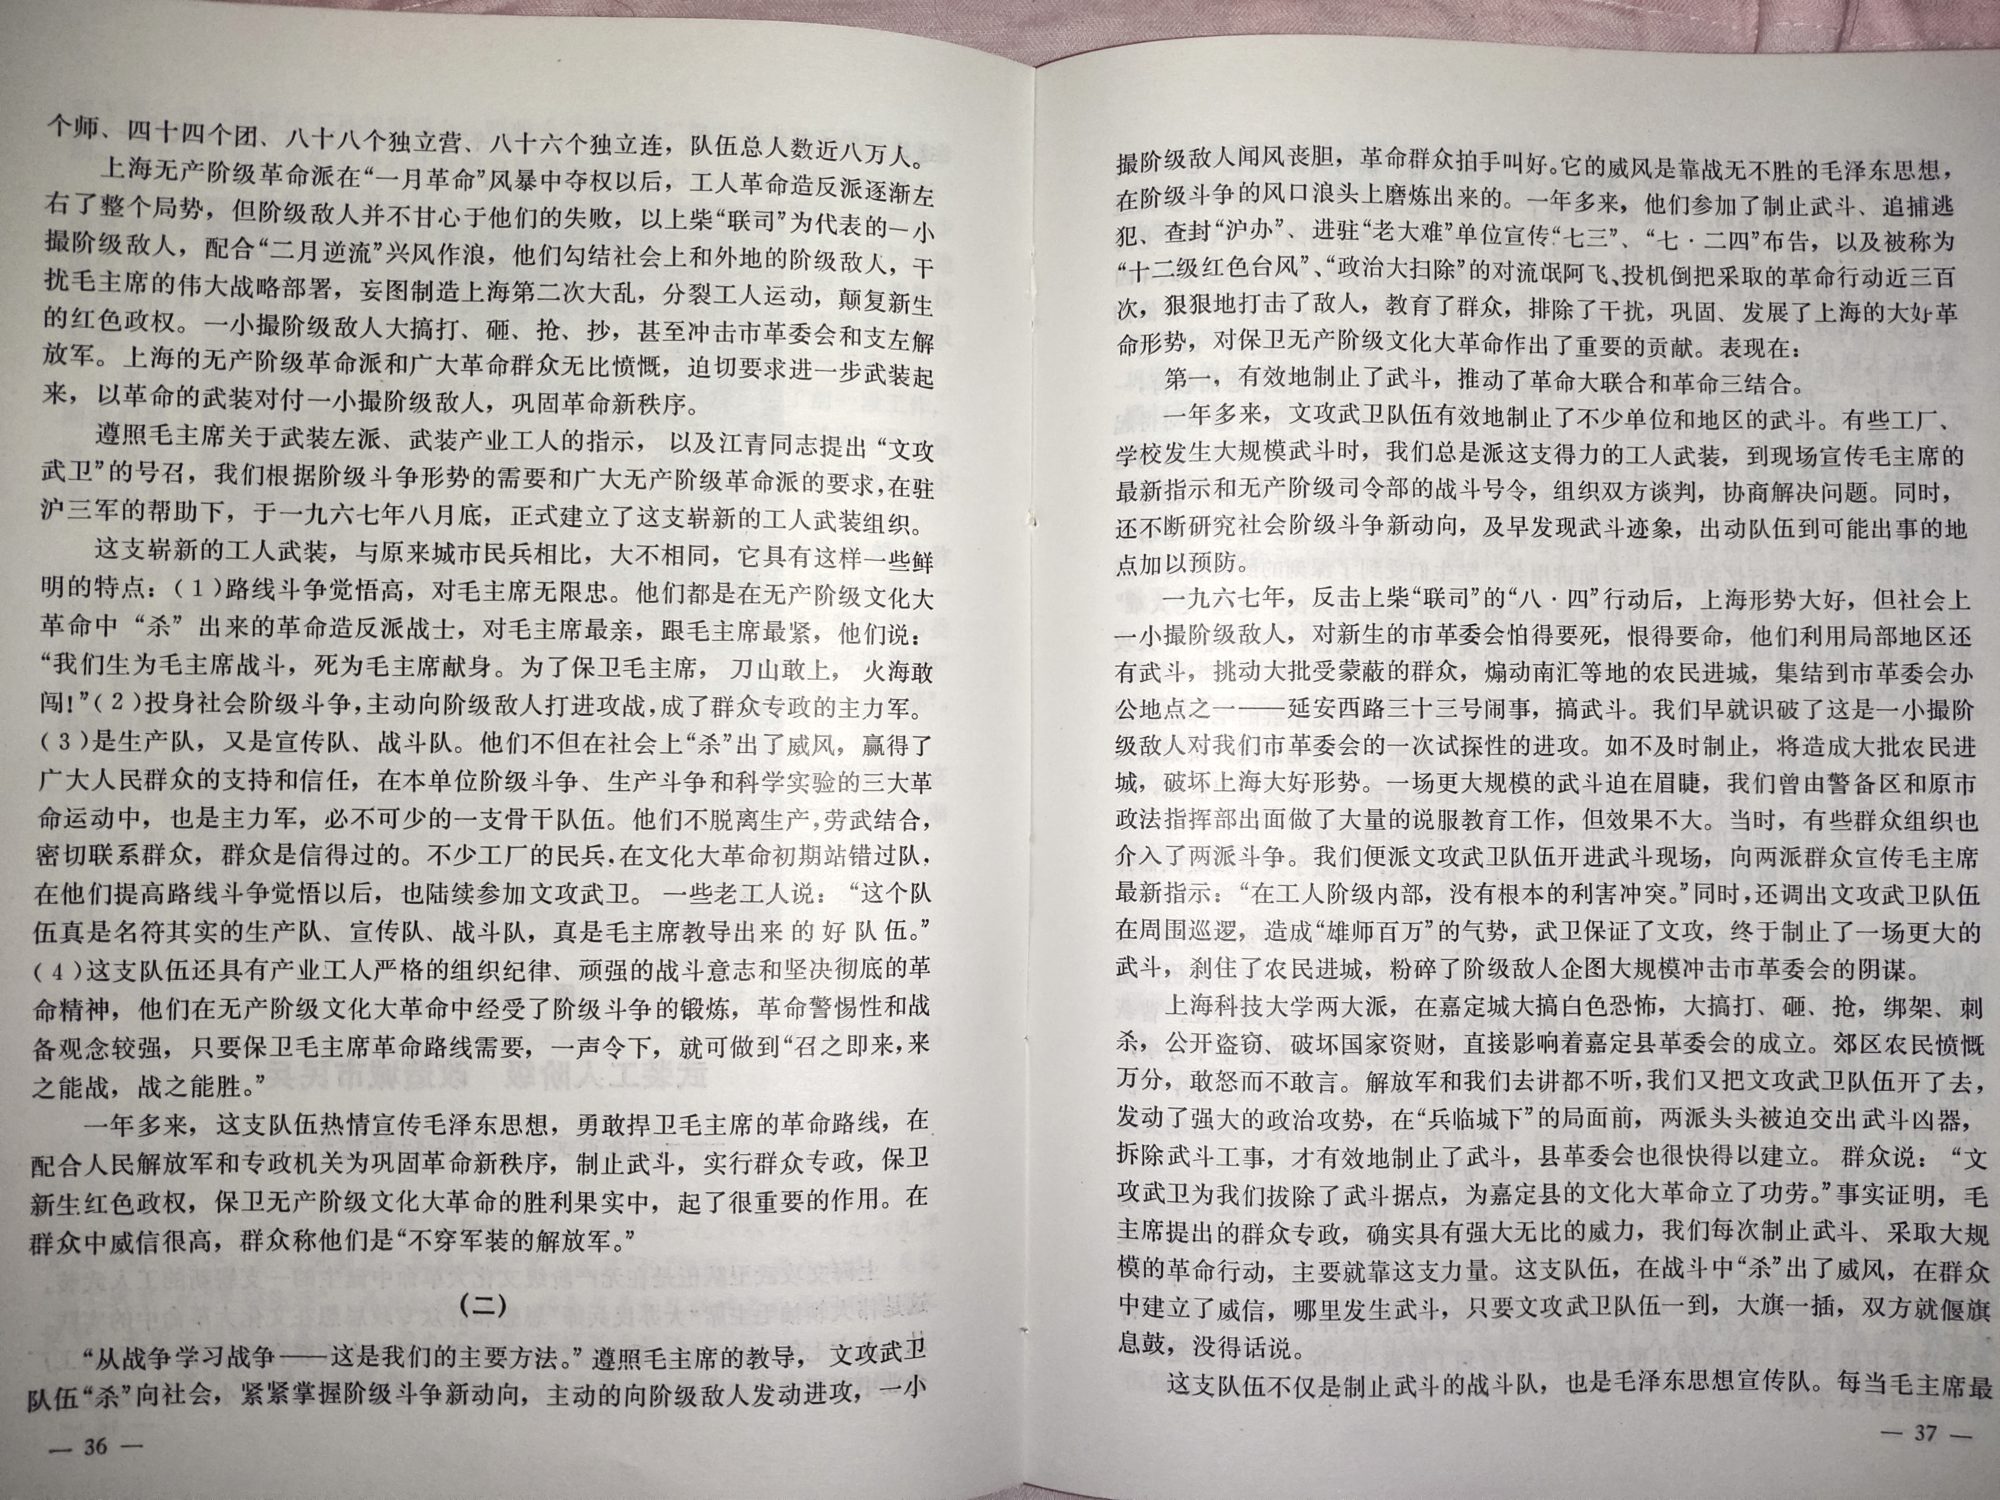 个师、四十四个团、八十八个独立营、八十六个独立连，队伍总人数近八万人。
上海无产阶级革命派在“一月革命”风暴中夺权以后，工人革命造反派逐渐左
右了整个局势，但阶级敌人并不甘心于他们的失败，以上柴“联司”为代表的一小
撮阶级敌人，配合“二月逆流”兴风作浪，他们勾结社会上和外地的阶级敌人，干
扰毛主席的伟大战略部署，妄图制造上海第二次大乱，分裂工人运动，颠复新生
的红色政权。一小撮阶级敌人大搞打、砸、抢、抄，甚至冲击市革委会和支左解
放军。上海的无产阶级革命派和广大革命群众无比愤慨，迫切要求进一步武装起
来，以革命的武装对付一小撮阶级敌人，巩固革命新秩序。
遵照毛主席关于武装左派、武装产业工人的指示，以及江青同志提出“文攻
武卫”的号召，我们根据阶级斗争形势的需要和广大无产阶级革命派的要求，在驻
沪三军的帮助下，于一九六七年八月底，正式建立了这支崭新的工人武装组织。
这支崭新的工人武装，与原来城市民兵相比，大不相同，它具有这样一些鲜
明的特点：（1）路线斗争觉悟高，对毛主席无限忠。他们都是在无产阶级文化大
革命中“杀”出来的革命造反派战士，对毛主席最亲，跟毛主席最紧，他们说：
“我们生为毛主席战斗，死为毛主席献身。为了保卫毛主席，刀山敢上，火海敢
闯！”（2）投身社会阶级斗争，主动向阶级敌人打进攻战，成了群众专政的主力军。
（3）是生产队，又是宣传队、战斗队。他们不但在社会上“杀”出了威风，赢得了
广大人民群众的支持和信任，在本单位阶级斗争、生产斗争和科学实验的三大革
命运动中，也是主力军，必不可少的一支骨干队伍。他们不脱离生产，劳武结合，
密切联系群众，群众是信得过的。不少工厂的民兵，在文化大革命初期站错过队，
在他们提高路线斗争觉悟以后，也陆续参加文攻武卫。一些老工人说：“这个队
伍真是名符其实的生产队、宣传队、战斗队，真是毛主席教导出来的好队伍。”
（4）这支队伍还具有产业工人严格的组织纪律、顽强的战斗意志和坚决彻底的革
命精神，他们在无产阶级文化大革命中经受了阶级斗争的锻炼，革命警惕性和战
备观念较强，只要保卫毛主席革命路线需要，一声令下，就可做到“召之即来，来
之能战，战之能胜。”
一年多来，这支队伍热情宣传毛泽东思想，勇敢捍卫毛主席的革命路线，在
配合人民解放军和专政机关为巩固革命新秩序，制止武斗，实行群众专政，保卫
新生红色政权，保卫无产阶级文化大革命的胜利果实中，起了很重要的作用。在
群众中威信很高，群众称他们是“不穿军装的解放军。”
（二）
“从战争学习战争——这是我们的主要方法。”遵照毛主席的教导，文攻武卫
队伍“杀”向社会，紧紧掌握阶级斗争新动向，主动的向阶级敌人发动进攻，一小
— 36 —
撮阶级敌人闻风丧胆，革命群众拍手叫好。它的威风是靠战无不胜的毛泽东思想，
在阶级斗争的风口浪头上磨炼出来的。一年多来，他们参加了制止武斗、追捕逃
犯、查封“沪办”、进驻“老大难”单位宣传“七三”、“七·二四”布告，以及被称为
“十二级红色台风”、“政治大扫除”的对流氓阿飞、投机倒把采取的革命行动近三百
次，狠狠地打击了敌人，教育了群众，排除了干扰，巩固、发展了上海的大好革
命形势，对保卫无产阶级文化大革命作出了重要的贡献。表现在：
第一，有效地制止了武斗，推动了革命大联合和革命三结合。
一年多来，文攻武卫队伍有效地制止了不少单位和地区的武斗。有些工厂、
学校发生大规模武斗时，我们总是派这支得力的工人武装，到现场宣传毛主席的
最新指示和无产阶级司令部的战斗号令，组织双方谈判，协商解决问题。同时，
还不断研究社会阶级斗争新动向，及早发现武斗迹象，出动队伍到可能出事的地
点加以预防。
一九六七年，反击上柴“联司”的“八·四”行动后，上海形势大好，但社会上
一小撮阶级敌人，对新生的市革委会怕得要死，恨得要命，他们利用局部地区还
有武斗，挑动大批受蒙蔽的群众，煽动南汇等地的农民进城，集结到市革委会办
公地点之一——延安西路三十三号闹事，搞武斗。我们早就识破了这是一小撮阶
级敌人对我们市革委会的一次试探性的进攻。如不及时制止，将造成大批农民进
城，破坏上海大好形势。一场更大规模的武斗迫在眉睫，我们曾由警备区和原市
政法指挥部出面做了大量的说服教育工作，但效果不大。当时，有些群众组织也
介入了两派斗争。我们便派文攻武卫队伍开进武斗现场，向两派群众宣传毛主席
最新指示：“在工人阶级内部，没有根本的利害冲突。”同时，还调出文攻武卫队伍
在周围巡逻，造成“雄师百万”的气势，武卫保证了文攻，终于制止了一场更大的
武斗，刹住了农民进城，粉碎了阶级敌人企图大规模冲击市革委会的阴谋。
上海科技大学两大派，在嘉定城大搞白色恐怖，大搞打、砸、抢，绑架、刺
杀，公开盗窃、破坏国家资财，直接影响着嘉定县革委会的成立。郊区农民愤慨
万分，敢怒而不敢言。解放军和我们去讲都不听，我们又把文攻武卫队伍开了去，
发动了强大的政治攻势，在“兵临城下”的局面前，两派头头被迫交出武斗凶器，
拆除武斗工事，才有效地制止了武斗，县革委会也很快得以建立。群众说：“文
攻武卫为我们拔除了武斗据点，为嘉定县的文化大革命立了功劳。”事实证明，毛
主席提出的群众专政，确实具有强大无比的威力，我们每次制止武斗、采取大规
模的革命行动，主要就靠这支力量。这支队伍，在战斗中“杀”出了威风，在群众
中建立了威信，哪里发生武斗，只要文攻武卫队伍一到，大旗一插，双方就偃旗
息鼓，没得话说。
这支队伍不仅是制止武斗的战斗队，也是毛泽东思想宣传队。每当毛主席最
— 37 —